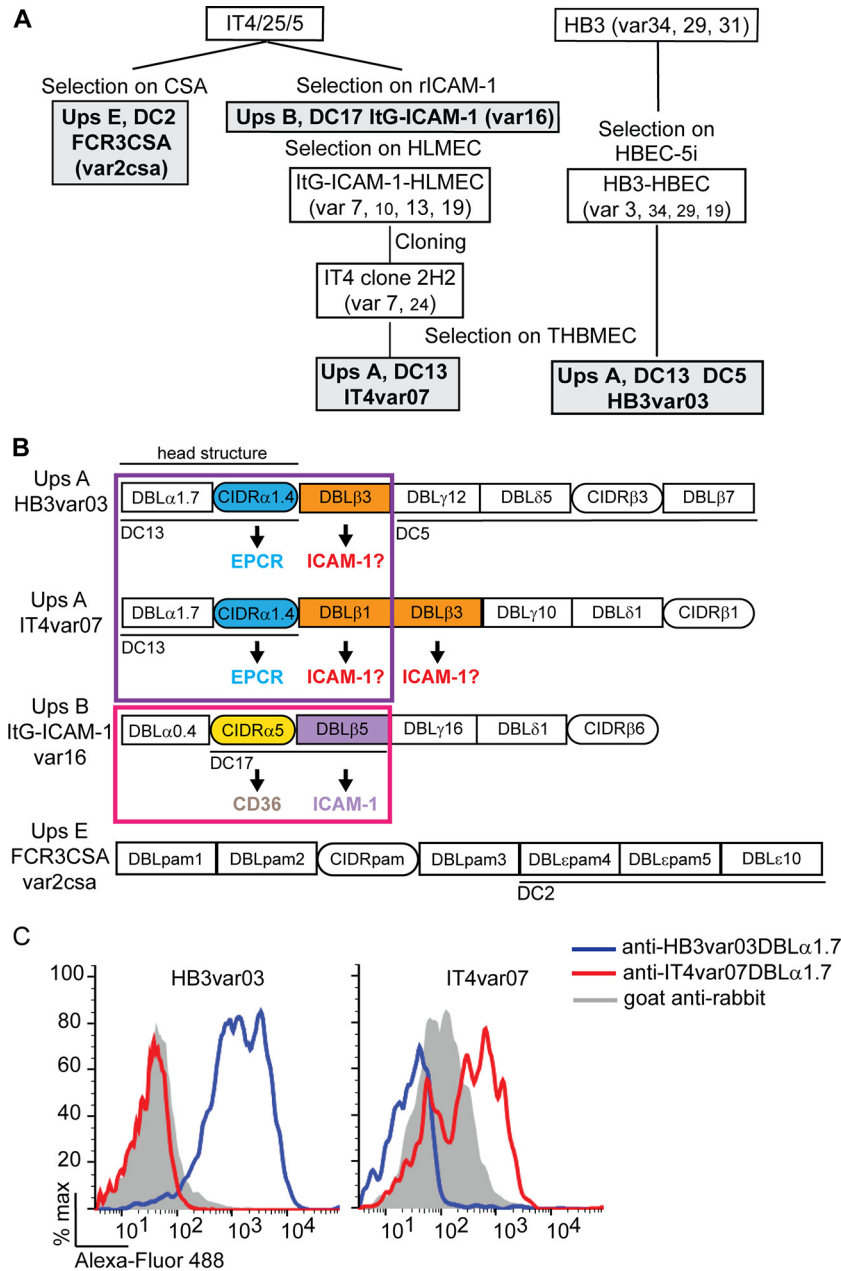 A
IT4/25/5
HB3 (var34, 29, 31)
Selection on CSA
Selection on rICAM-1
Ups E, DC2
FCR3CSA
(var2csa)
Ups B, DC17 ItG-ICAM-1 (var16)
Selection on
HBEC-5i
Selection on HLMEC
ItG-ICAM-1-HLMEC
(var 7, 10, 13, 19)
HB3-HBEC
(var 3, 34, 29, 19)
Cloning
IT4 clone 2H2
(var 7, 24)
Selection on THBMEC
Ups A, DC13
IT4var07
Ups A, DC13 DC5
HB3var03
B
head structure
Ups A
HB3var03
DBLα1.7 CIDRα1.4 DBLβ3 DBLγ12 DBLδ5 CIDRβ3 DBLβ7
DC13 DC5
EPCR ICAM-1?
Ups A
IT4var07
DBLα1.7 CIDRα1.4 DBLβ1 DBLβ3 DBLγ10 DBLδ1 CIDRβ1
DC13
EPCR ICAM-1? ICAM-1?
Ups B
ItG-ICAM-1
var16
DBLα0.4 CIDRα5 DBLβ5 DBLγ16 DBLδ1 CIDRβ6
DC17
CD36 ICAM-1
Ups E
FCR3CSA
var2csa
DBLpam1 DBLpam2 CIDRpam DBLpam3 DBLεpam4 DBLεpam5 DBLε10
DC2
C
anti-HB3var03DBLα1.7
anti-IT4var07DBLα1.7
goat anti-rabbit
HB3var03 IT4var07
100
80
60
40
20
% max
10¹ 10² 10³ 10⁴
10¹ 10² 10³ 10⁴
Alexa-Fluor 488